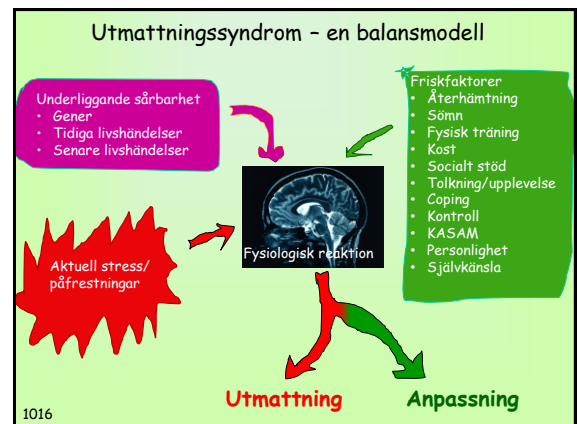 Utmattningssyndrom – en balansmodell
Underliggande sårbarhet
• Gener
• Tidiga livshändelser
• Senare livshändelser
Friskfaktorer
• Återhämtning
• Sömn
• Fysisk träning
• Kost
• Socialt stöd
• Tolkning/upplevelse
• Coping
• Kontroll
• KASAM
• Personlighet
• Självkänsla
Aktuell stress/
påfrestningar
Fysiologisk reaktion
Utmattning
Anpassning
1016